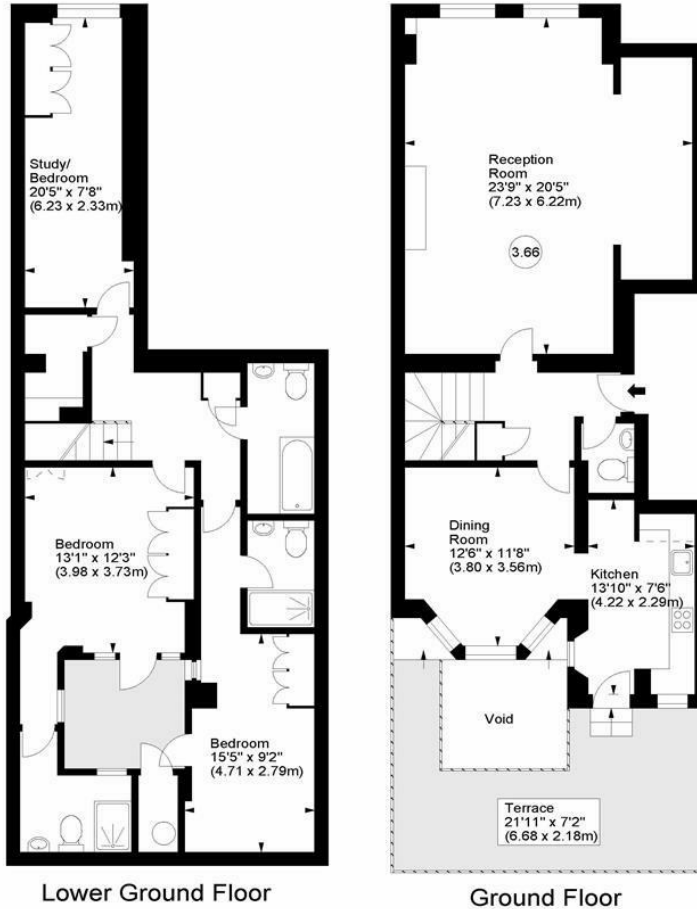 Study/
Bedroom
20'5" x 7'8"
(6.23 x 2.33m)
Bedroom
13'1" x 12'3"
(3.98 x 3.73m)
Bedroom
15'5" x 9'2"
(4.71 x 2.79m)
Lower Ground Floor
Reception
Room
23'9" x 20'5"
(7.23 x 6.22m)
3.66
Dining
Room
12'6" x 11'8"
(3.80 x 3.56m)
Kitchen
13'10" x 7'6"
(4.22 x 2.29m)
Void
Terrace
21'11" x 7'2"
(6.68 x 2.18m)
Ground Floor